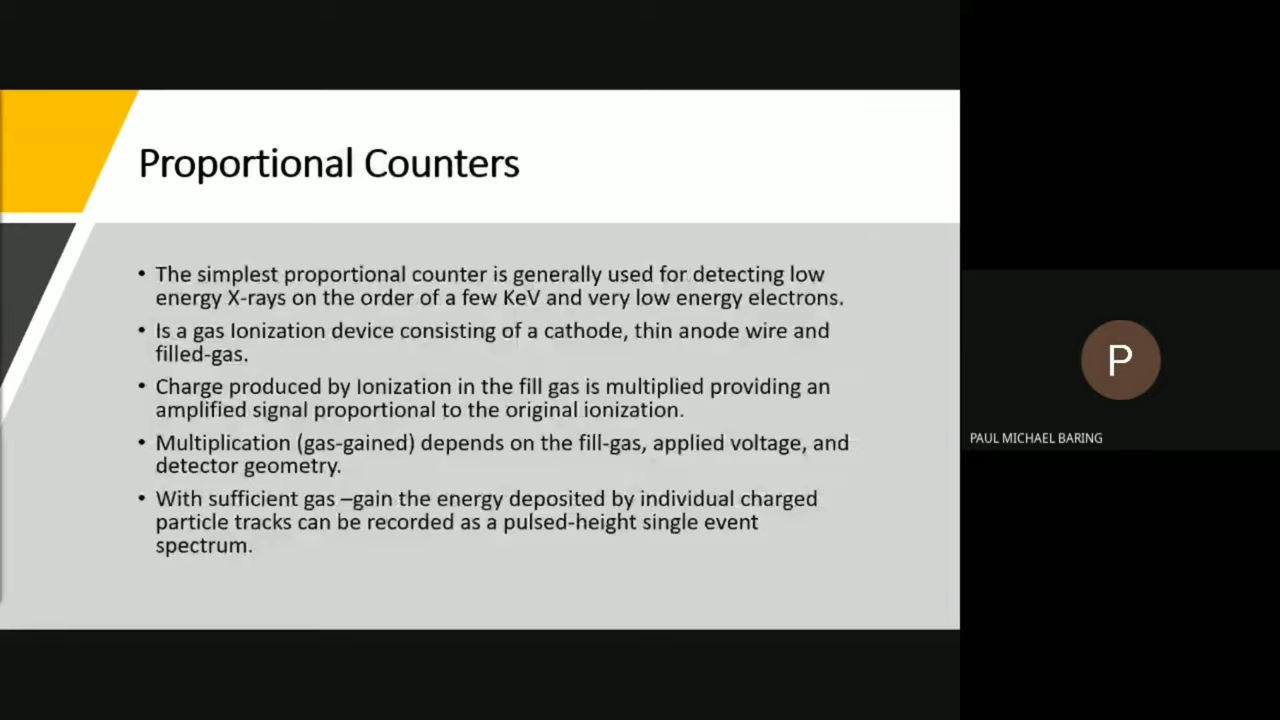 Proportional Counters
• The simplest proportional counter is generally used for detecting low
energy X-rays on the order of a few KeV and very low energy electrons.
• Is a gas Ionization device consisting of a cathode, thin anode wire and
filled-gas.
• Charge produced by Ionization in the fill gas is multiplied providing an
amplified signal proportional to the original ionization.
• Multiplication (gas-gained) depends on the fill-gas, applied voltage, and
detector geometry.
• With sufficient gas –gain the energy deposited by individual charged
particle tracks can be recorded as a pulsed-height single event
spectrum.
P
PAUL MICHAEL BARING